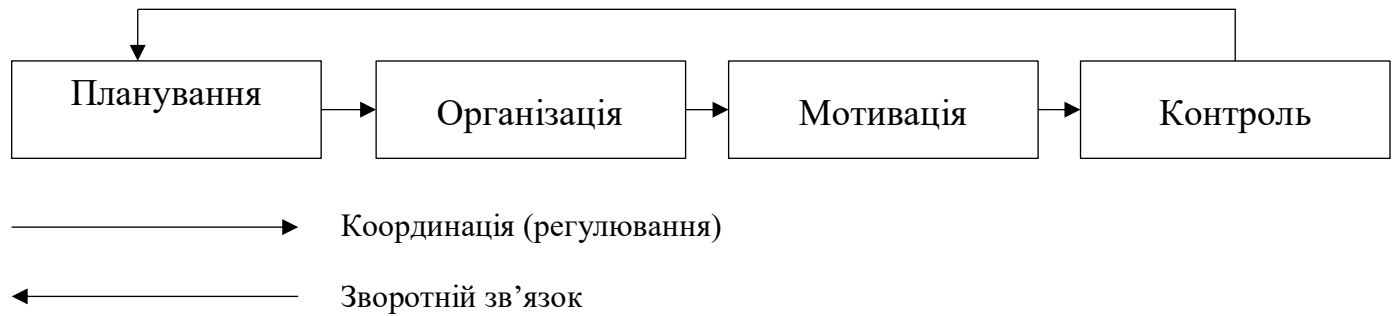 Планування
Організація
Мотивація
Контроль
Координація (регулювання)
Зворотній зв’язок